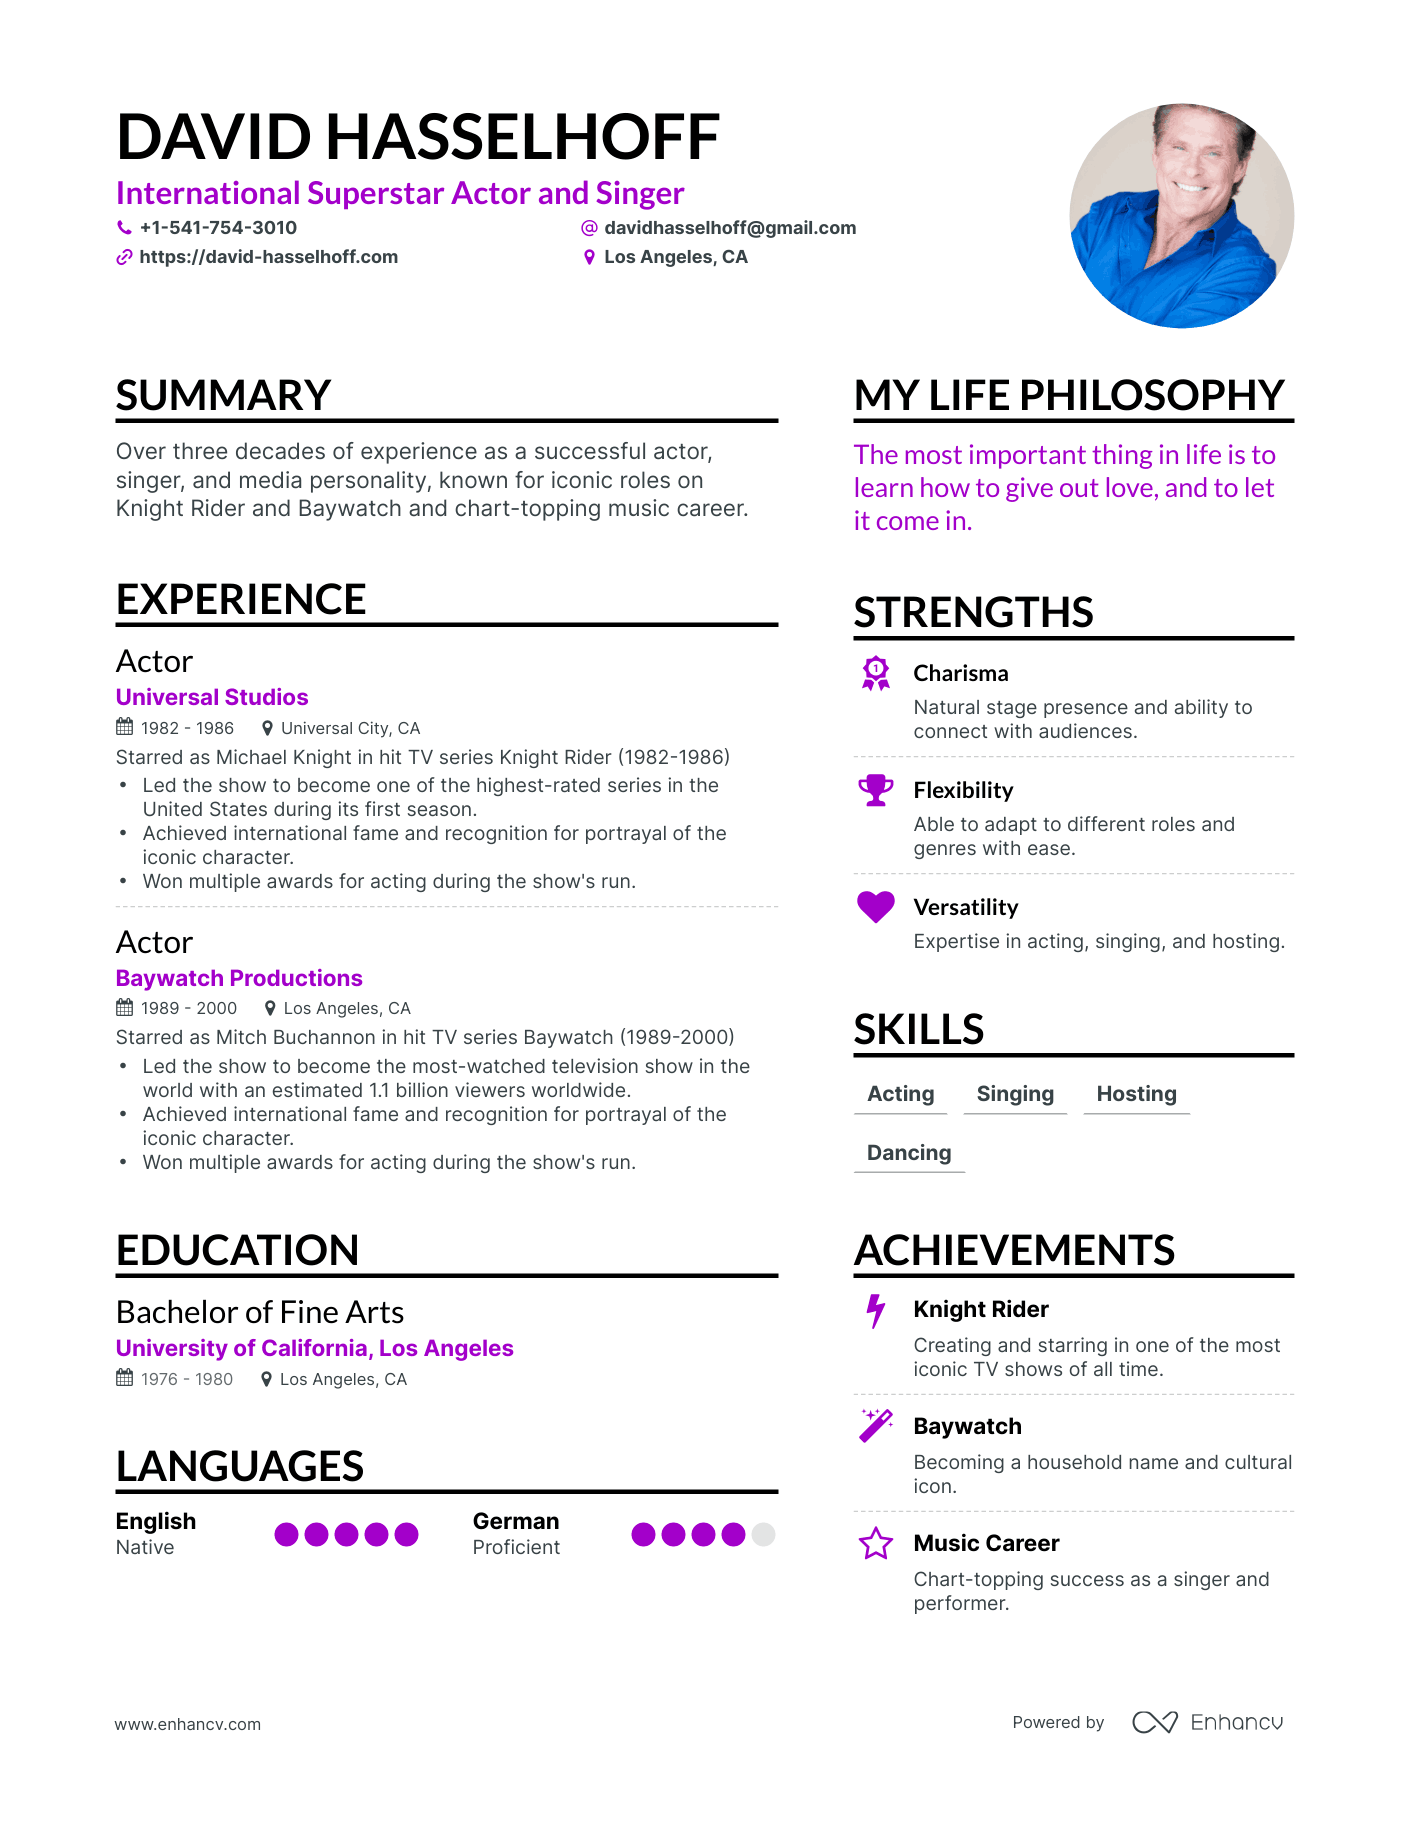 DAVID HASSELHOFF
International Superstar Actor and Singer
+1-541-754-3010
davidhasselhoff@gmail.com
https://david-hasselhoff.com
Los Angeles, CA
SUMMARY
Over three decades of experience as a successful actor,
singer, and media personality, known for iconic roles on
Knight Rider and Baywatch and chart-topping music career.
EXPERIENCE
Actor
Universal Studios
1982 - 1986 Universal City, CA
Starred as Michael Knight in hit TV series Knight Rider (1982-1986)
• Led the show to become one of the highest-rated series in the
United States during its first season.
• Achieved international fame and recognition for portrayal of the
iconic character.
• Won multiple awards for acting during the show's run.
Actor
Baywatch Productions
1989 - 2000 Los Angeles, CA
Starred as Mitch Buchannon in hit TV series Baywatch (1989-2000)
• Led the show to become the most-watched television show in the
world with an estimated 1.1 billion viewers worldwide.
• Achieved international fame and recognition for portrayal of the
iconic character.
• Won multiple awards for acting during the show's run.
EDUCATION
Bachelor of Fine Arts
University of California, Los Angeles
1976 - 1980 Los Angeles, CA
LANGUAGES
English
Native
German
Proficient
MY LIFE PHILOSOPHY
The most important thing in life is to
learn how to give out love, and to let
it come in.
STRENGTHS
1
Charisma
Natural stage presence and ability to
connect with audiences.
Flexibility
Able to adapt to different roles and
genres with ease.
Versatility
Expertise in acting, singing, and hosting.
SKILLS
Acting Singing Hosting
Dancing
ACHIEVEMENTS
Knight Rider
Creating and starring in one of the most
iconic TV shows of all time.
Baywatch
Becoming a household name and cultural
icon.
Music Career
Chart-topping success as a singer and
performer.
www.enhancv.com
Powered by Enhancv